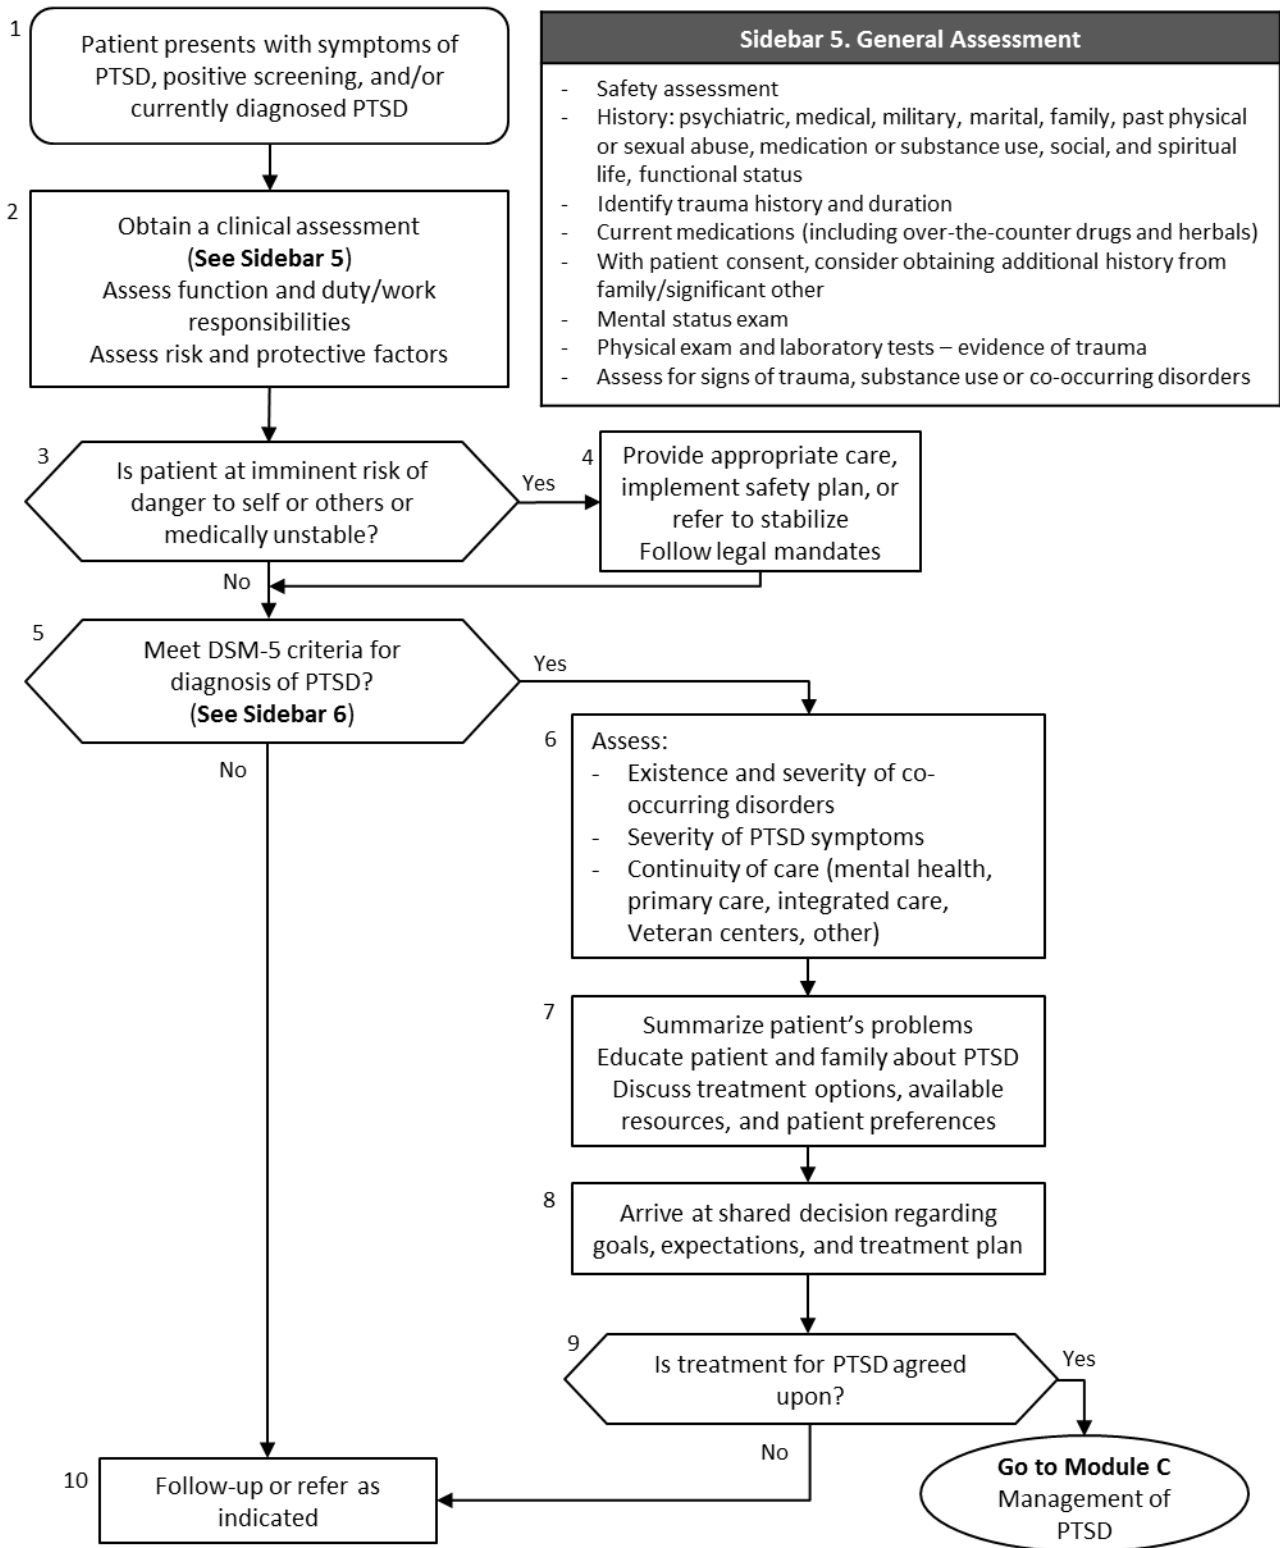 1
Patient presents with symptoms of
PTSD, positive screening, and/or
currently diagnosed PTSD
Sidebar 5. General Assessment
- Safety assessment
- History: psychiatric, medical, military, marital, family, past physical
or sexual abuse, medication or substance use, social, and spiritual
life, functional status
- Identify trauma history and duration
- Current medications (including over-the-counter drugs and herbals)
- With patient consent, consider obtaining additional history from
family/significant other
- Mental status exam
- Physical exam and laboratory tests – evidence of trauma
- Assess for signs of trauma, substance use or co-occurring disorders
2
Obtain a clinical assessment
(See Sidebar 5)
Assess function and duty/work
responsibilities
Assess risk and protective factors
3
Is patient at imminent risk of
danger to self or others or
medically unstable?
Yes
4
Provide appropriate care,
implement safety plan, or
refer to stabilize
Follow legal mandates
No
5
Meet DSM-5 criteria for
diagnosis of PTSD?
(See Sidebar 6)
Yes
No
6
Assess:
- Existence and severity of co-
occurring disorders
- Severity of PTSD symptoms
- Continuity of care (mental health,
primary care, integrated care,
Veteran centers, other)
7
Summarize patient’s problems
Educate patient and family about PTSD
Discuss treatment options, available
resources, and patient preferences
8
Arrive at shared decision regarding
goals, expectations, and treatment plan
9
Is treatment for PTSD agreed
upon?
Yes
No
10
Follow-up or refer as
indicated
Go to Module C
Management of
PTSD